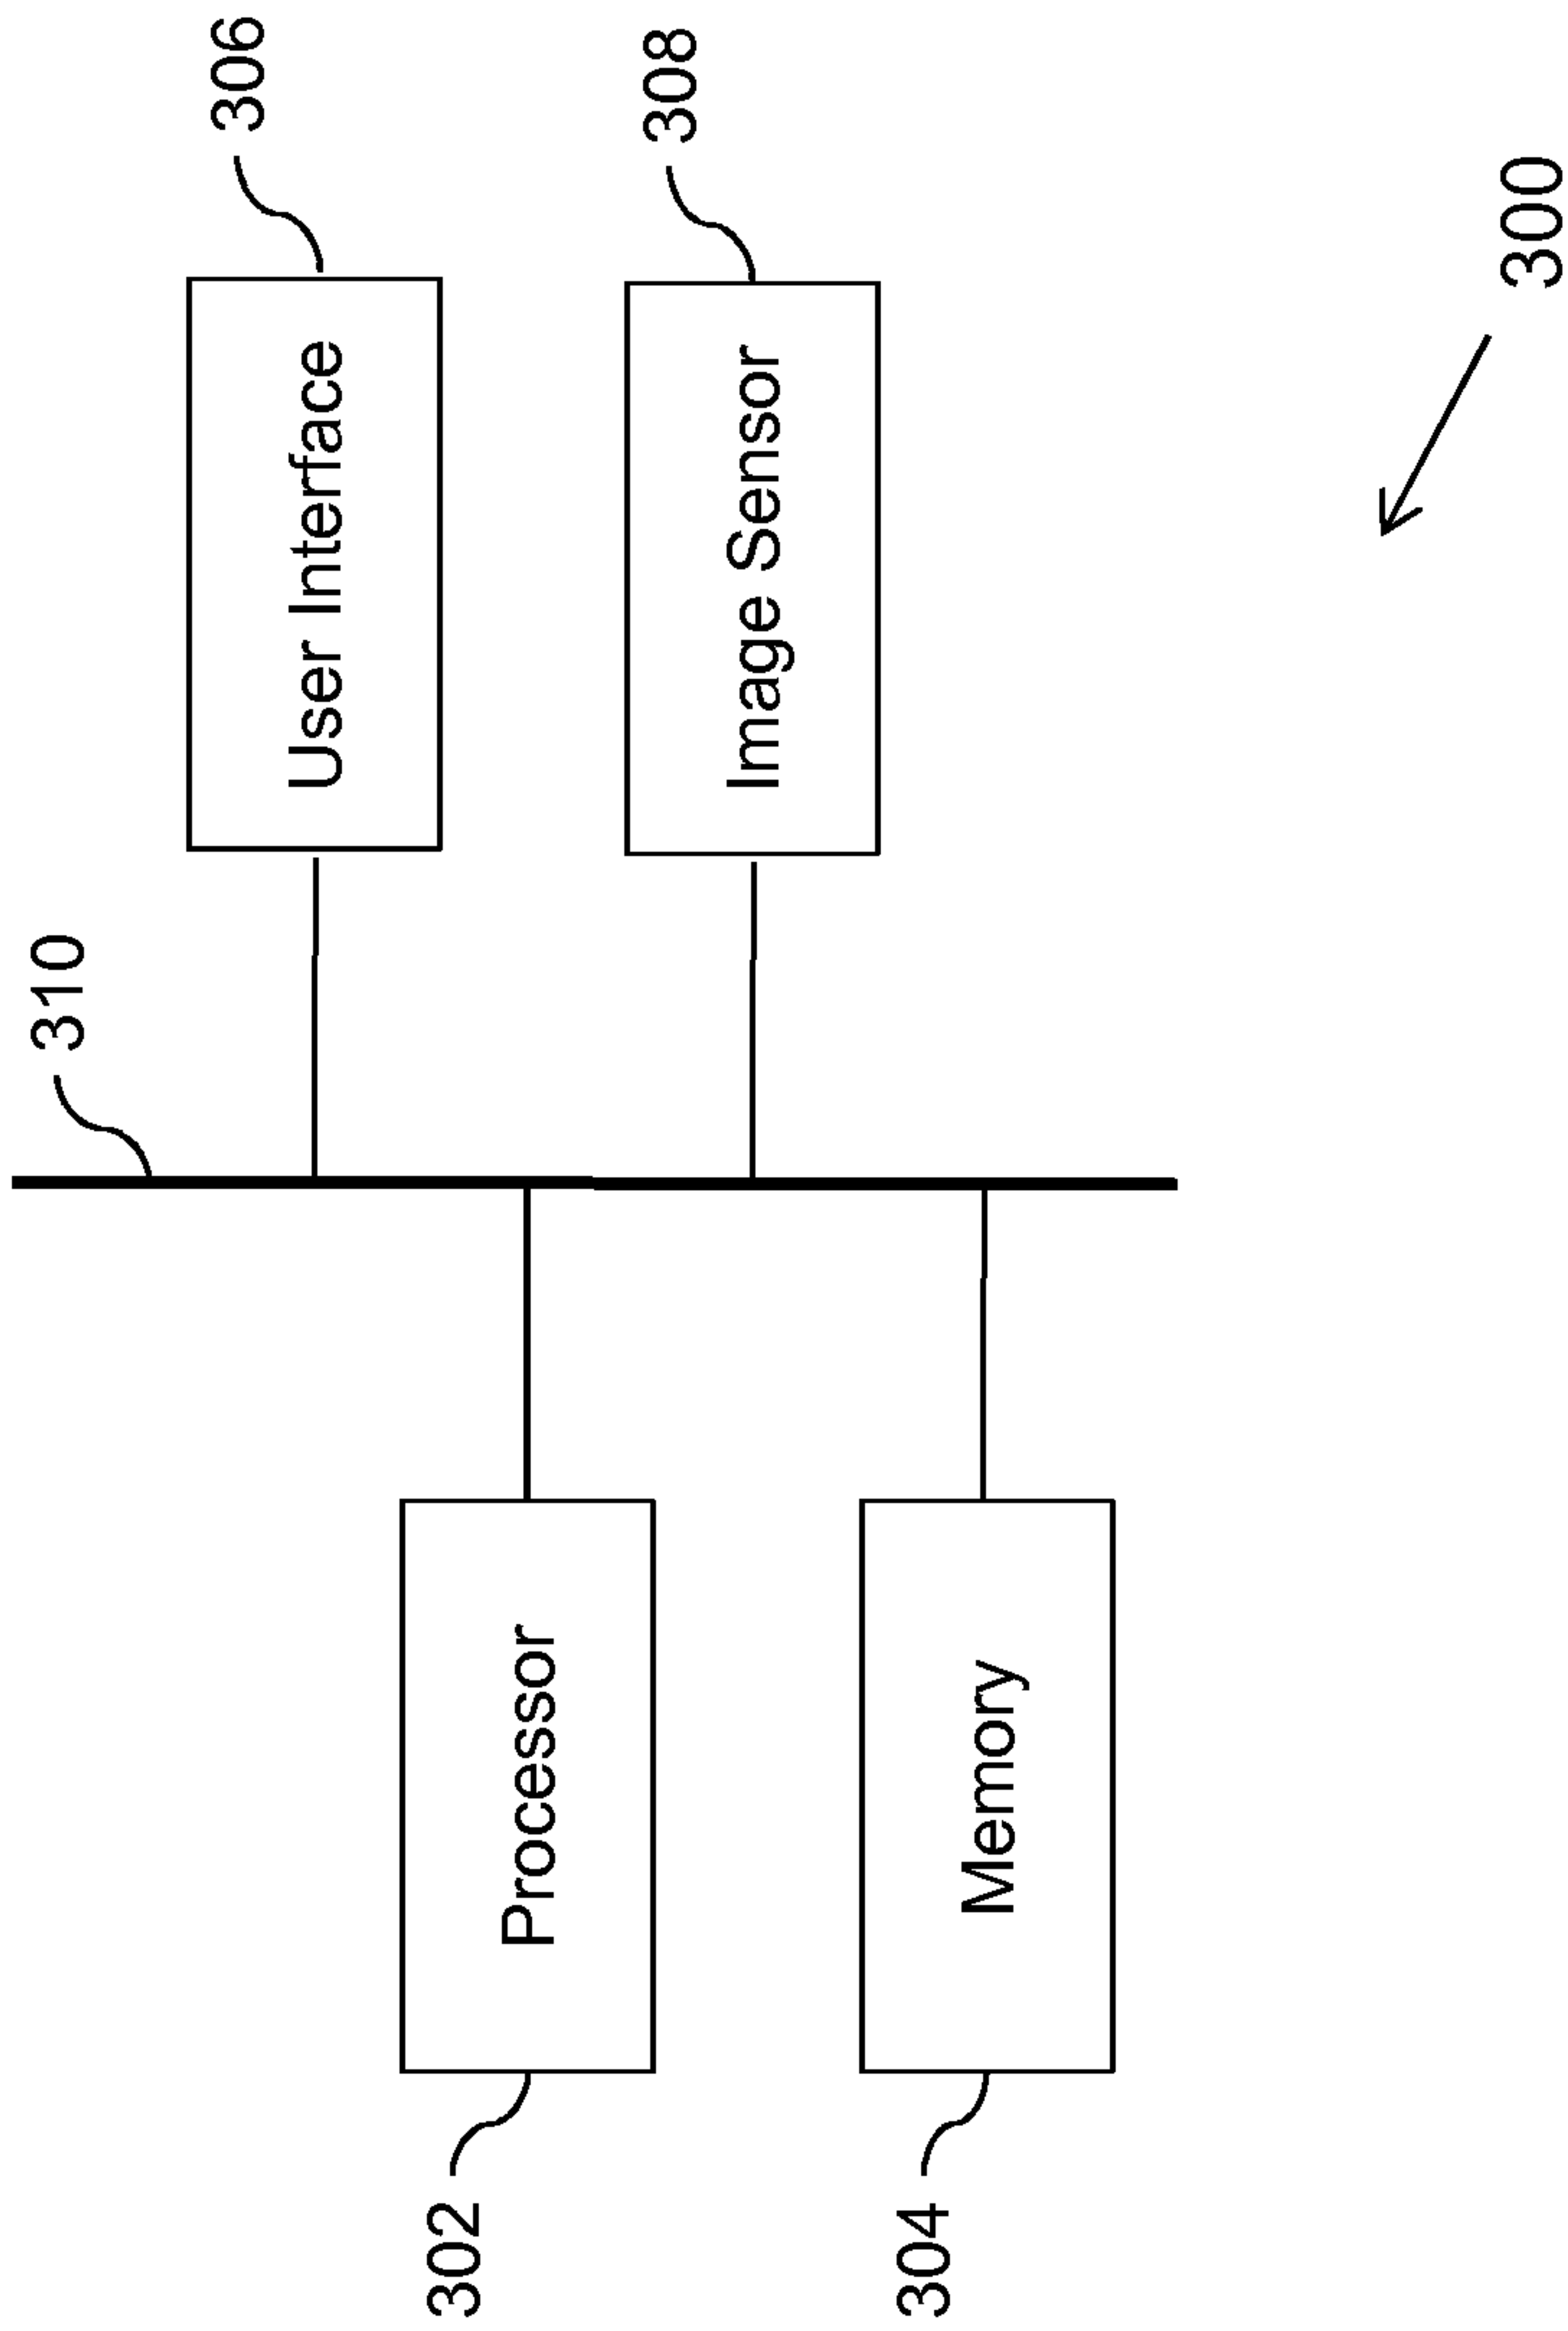 310
306
User Interface
302
Processor
308
Image Sensor
304
Memory
300